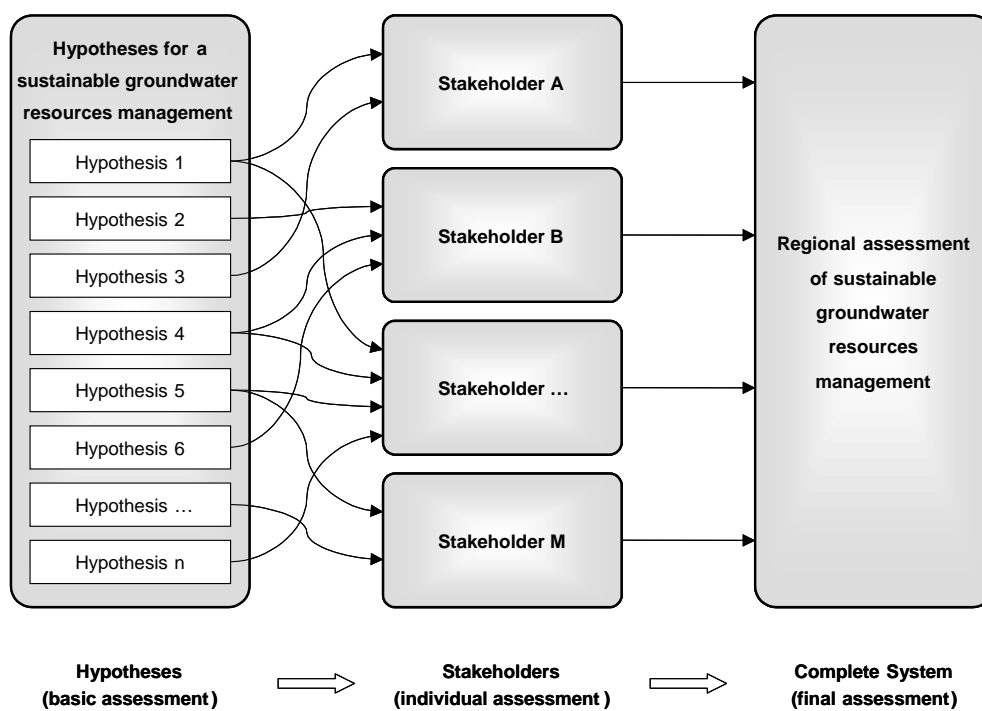 Hypotheses for a
sustainable groundwater
resources management
Hypothesis 1
Hypothesis 2
Hypothesis 3
Hypothesis 4
Hypothesis 5
Hypothesis 6
Hypothesis …
Hypothesis n
Stakeholder A
Stakeholder B
Stakeholder …
Stakeholder M
Regional assessment
of sustainable
groundwater
resources
management
Hypotheses
(basic assessment)
Stakeholders
(individual assessment)
Complete System
(final assessment)